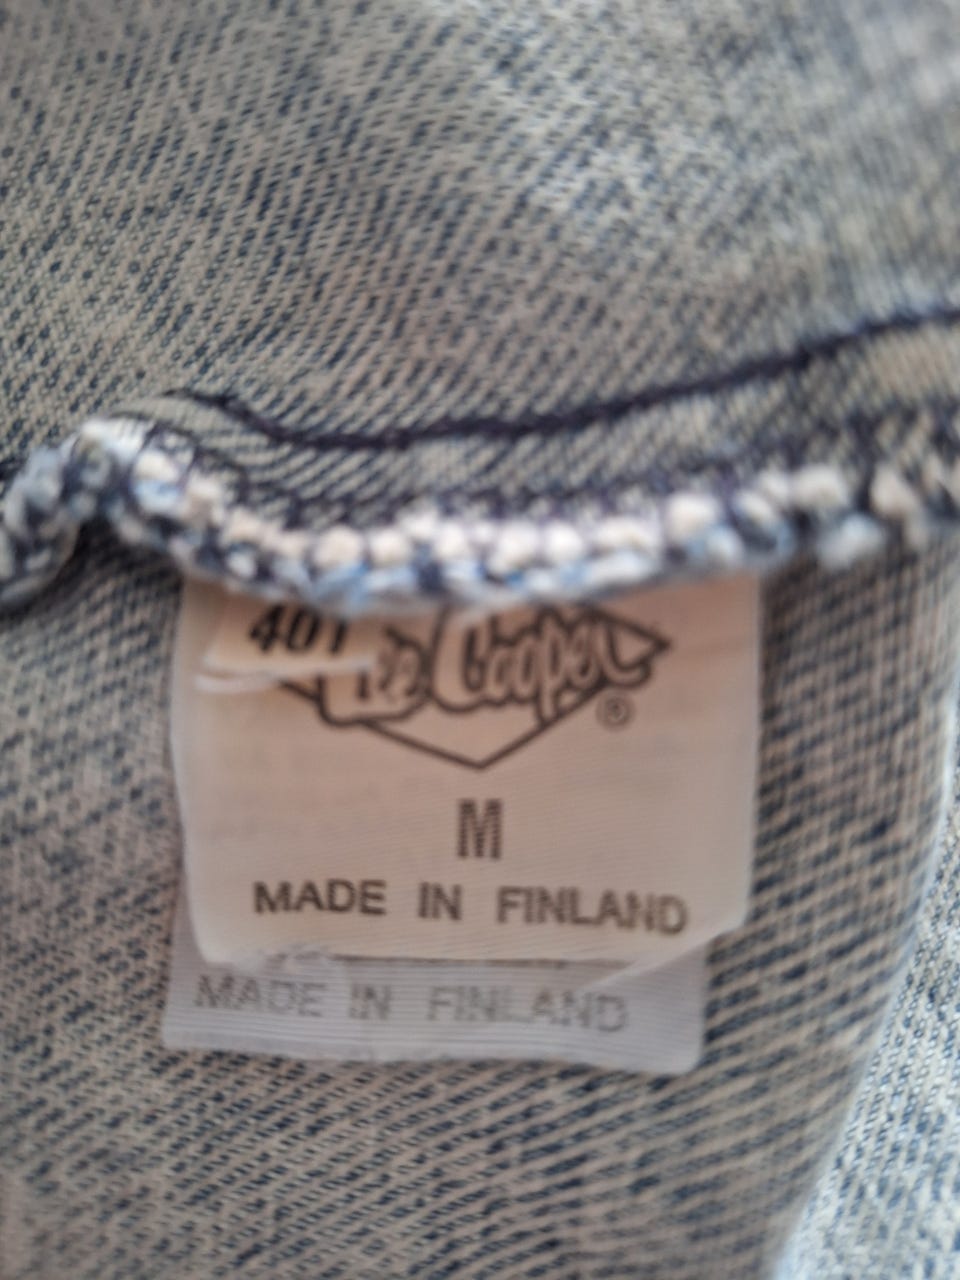 401
Lee Cooper ®
M
MADE IN FINLAND
MADE IN FINLAND